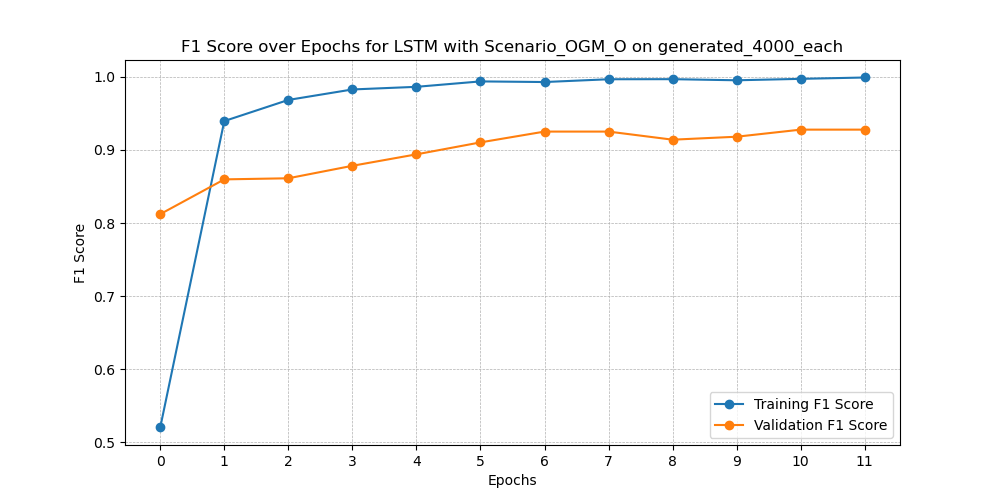 F1 Score over Epochs for LSTM with Scenario_OGM_O on generated_4000_each
F1 Score
1.0
0.9
0.8
0.7
0.6
0.5
0 1 2 3 4 5 6 7 8 9 10 11
Epochs
Training F1 Score
Validation F1 Score